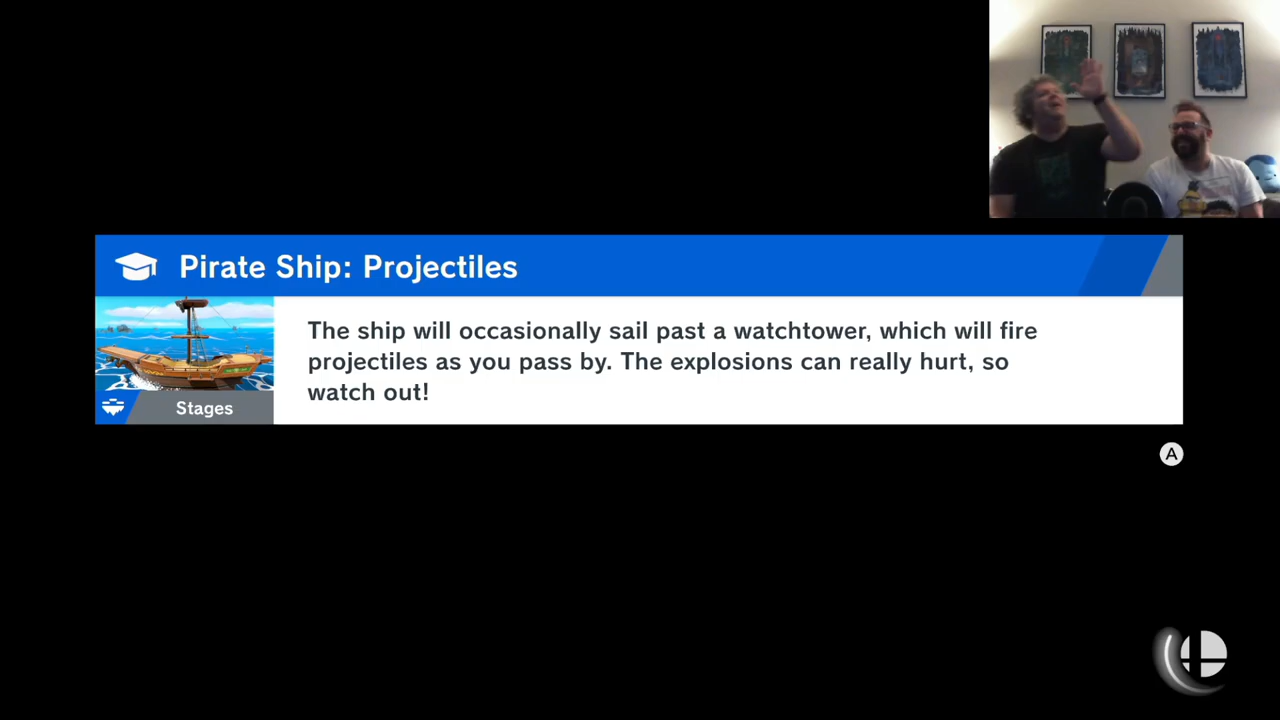 Pirate Ship: Projectiles
The ship will occasionally sail past a watchtower, which will fire
projectiles as you pass by. The explosions can really hurt, so
watch out!
Stages
A